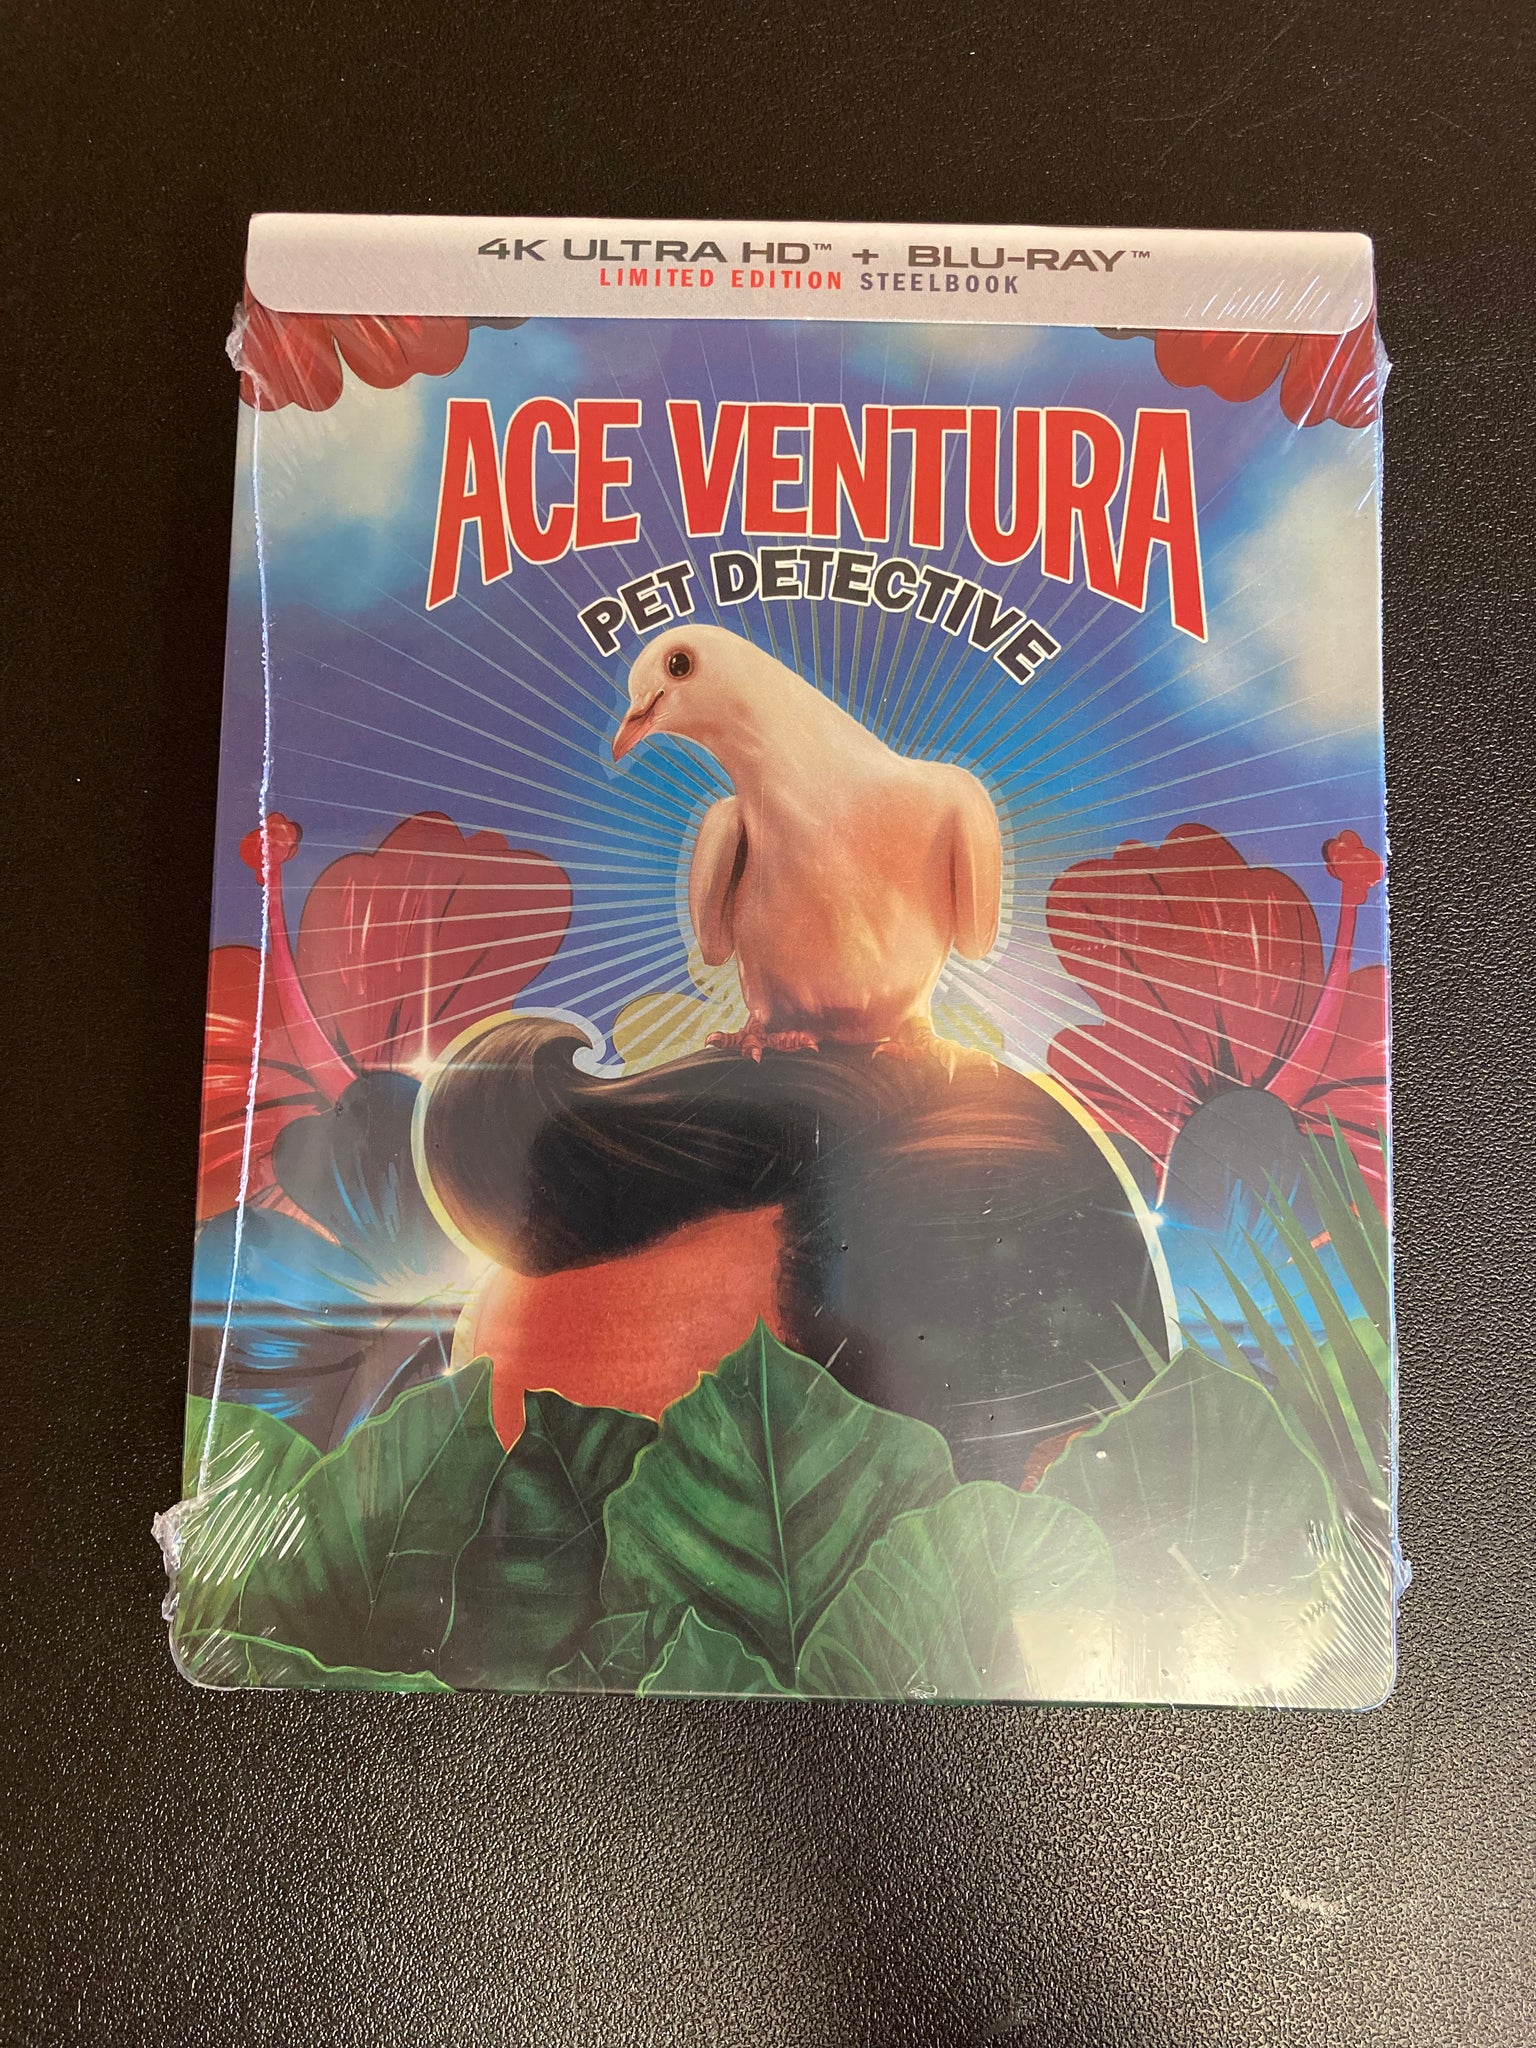 4K ULTRA HD™ + BLU-RAY™
LIMITED EDITION STEELBOOK
ACE VENTURA
PET DETECTIVE